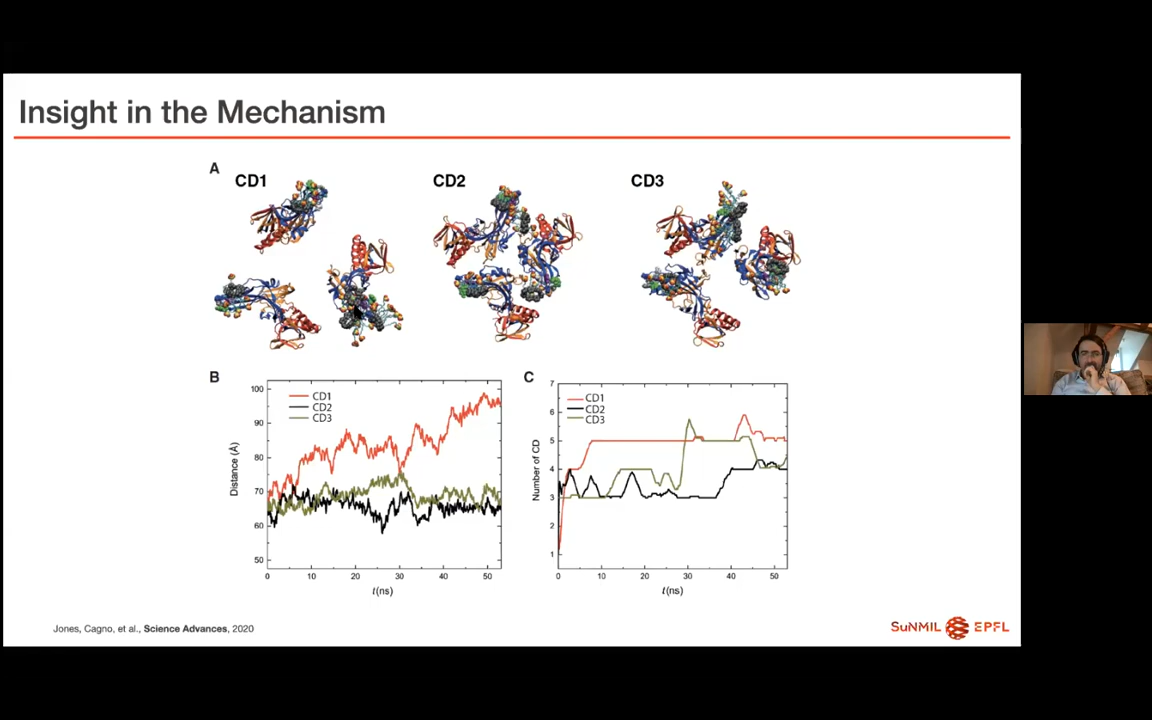 Insight in the Mechanism
A
CD1
CD2
CD3
B
100
90
80
70
60
50
Distance (Å)
CD1
CD2
CD3
0 10 20 30 40 50
t(ns)
C
7
6
5
4
3
2
1
Number of CD
CD1
CD2
CD3
0 10 20 30 40 50
t(ns)
Jones, Cagno, et al., Science Advances, 2020
SuNMIL EPFL